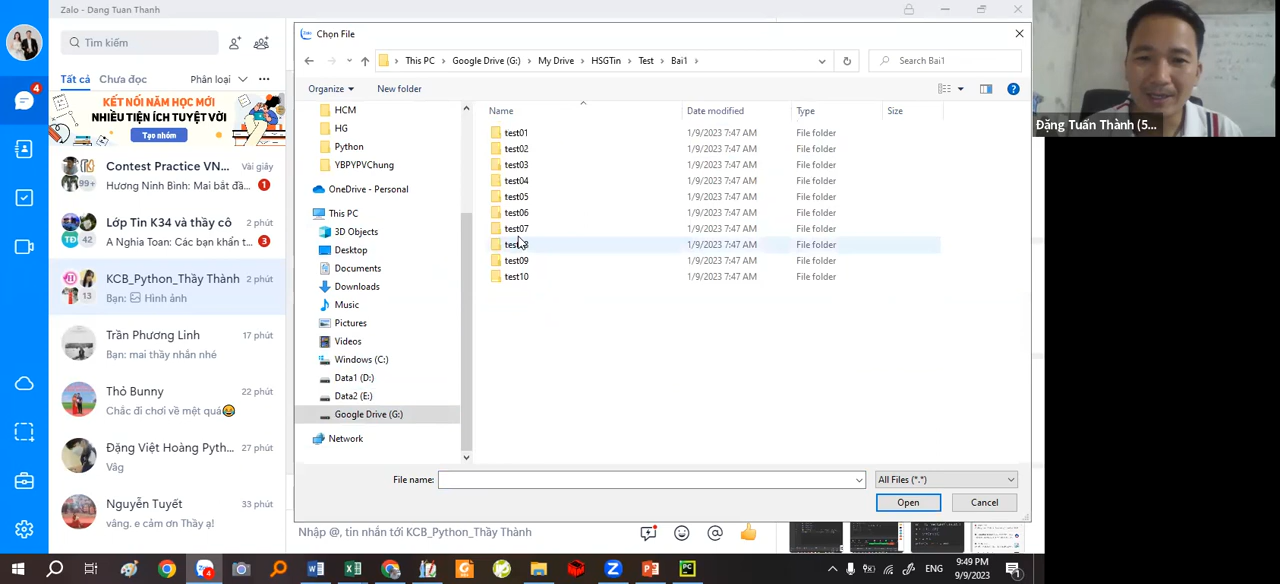 Zalo - Dang Tuan Thanh
Tìm kiếm
Tất cả Chưa đọc Phân loại
KẾT NỐI NĂM HỌC MỚI
NHIỀU TIỆN ÍCH TUYỆT VỜI
Tạo nhóm
Contest Practice VN... Vài giây
Hương Ninh Bình: Mai bắt đầ... 1
99+
Lớp Tin K34 và thầy cô 2 phút
A Nghia Toan: Các bạn khẩn t... 3
TĐ 42
KCB_Python_Thầy Thành 2 phút
Bạn: Hình ảnh
13
Trần Phương Linh 17 phút
Bạn: mai thầy nhắn nhé
Thỏ Bunny 22 phút
Chắc đi chơi về mệt quá
Đặng Việt Hoàng Pyth... 27 phút
Vâg
Nguyễn Tuyết 33 phút
vâng. e cảm ơn Thầy ạ!
4
Chọn File
This PC › Google Drive (G:) › My Drive › HSGTin › Test › Bai1 ›
Search Bai1
Organize New folder
HCM
HG
Python
YBPYPVChung
OneDrive - Personal
This PC
3D Objects
Desktop
Documents
Downloads
Music
Pictures
Videos
Windows (C:)
Data1 (D:)
Data2 (E:)
Google Drive (G:)
Network
Name Date modified Type Size
test01 1/9/2023 7:47 AM File folder
test02 1/9/2023 7:47 AM File folder
test03 1/9/2023 7:47 AM File folder
test04 1/9/2023 7:47 AM File folder
test05 1/9/2023 7:47 AM File folder
test06 1/9/2023 7:47 AM File folder
test07 1/9/2023 7:47 AM File folder
test08 1/9/2023 7:47 AM File folder
test09 1/9/2023 7:47 AM File folder
test10 1/9/2023 7:47 AM File folder
File name: All Files (*.*)
Open Cancel
Nhập @, tin nhắn tới KCB_Python_Thầy Thành
Đặng Tuấn Thành (5...
ENG 9:49 PM
9/9/2023